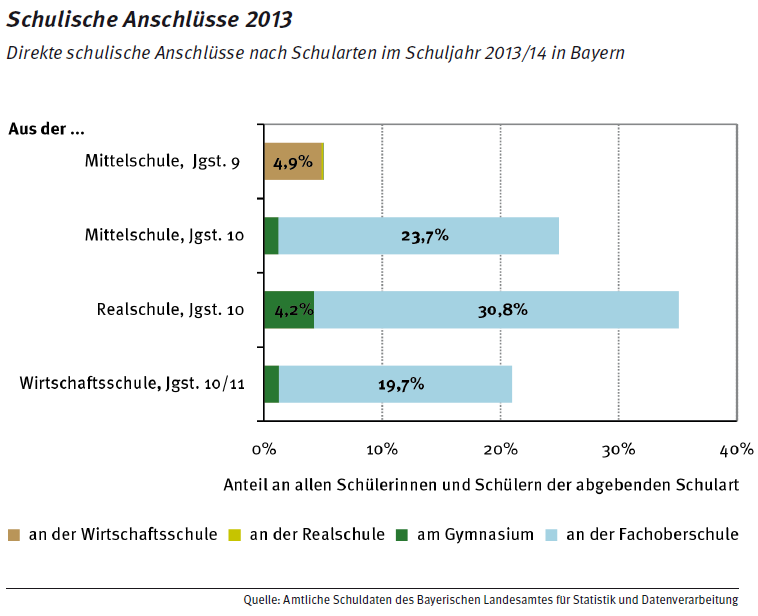 Schulische Anschlüsse 2013
Direkte schulische Anschlüsse nach Schularten im Schuljahr 2013/14 in Bayern
Aus der ...
Mittelschule, Jgst. 9
4,9%
Mittelschule, Jgst. 10
23,7%
Realschule, Jgst. 10
4,2%
30,8%
Wirtschaftsschule, Jgst. 10/11
19,7%
0%
10%
20%
30%
40%
Anteil an allen Schülerinnen und Schülern der abgebenden Schulart
an der Wirtschaftsschule
an der Realschule
am Gymnasium
an der Fachoberschule
Quelle: Amtliche Schuldaten des Bayerischen Landesamtes für Statistik und Datenverarbeitung